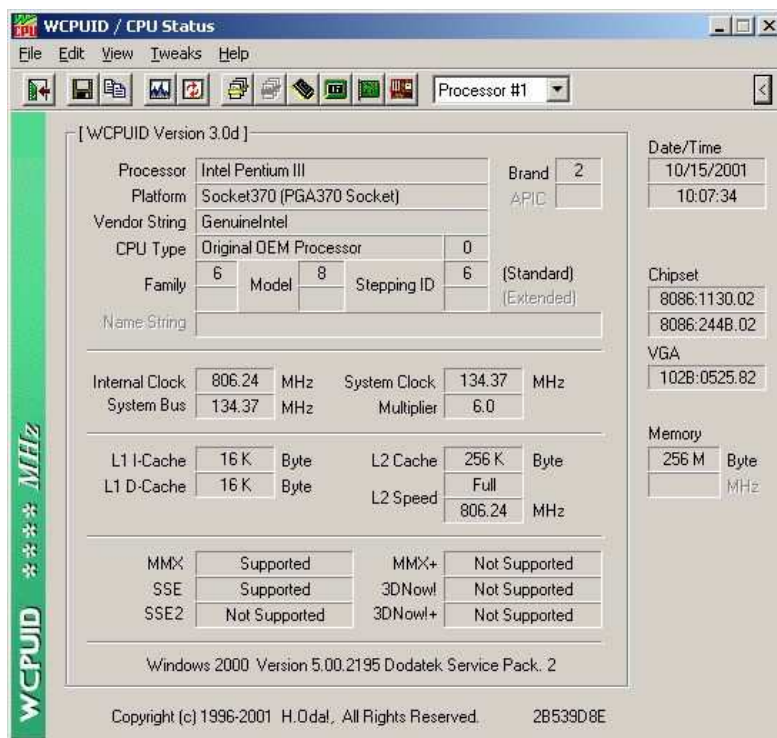 WCPUID / CPU Status
File Edit View Tweaks Help
Processor #1
<
[ WCPUID Version 3.0d ]
Processor Intel Pentium III Brand 2
Platform Socket370 (PGA370 Socket) APIC
Vendor String GenuineIntel
CPU Type Original OEM Processor 0
Family 6 Model 8 Stepping ID 6 (Standard)
(Extended)
Name String
Internal Clock 806.24 MHz System Clock 134.37 MHz
System Bus 134.37 MHz Multiplier 6.0
L1 I-Cache 16 K Byte L2 Cache 256 K Byte
L1 D-Cache 16 K Byte L2 Speed Full
806.24 MHz
MMX Supported MMX+ Not Supported
SSE Supported 3DNow! Not Supported
SSE2 Not Supported 3DNow!+ Not Supported
Windows 2000 Version 5.00.2195 Dodatek Service Pack. 2
Copyright (c) 1996-2001 H.Oda!, All Rights Reserved. 2B539D8E
Date/Time
10/15/2001
10:07:34
Chipset
8086:1130.02
8086:244B.02
VGA
102B:0525.82
Memory
256 M Byte
MHz
WCPUID **** MHz